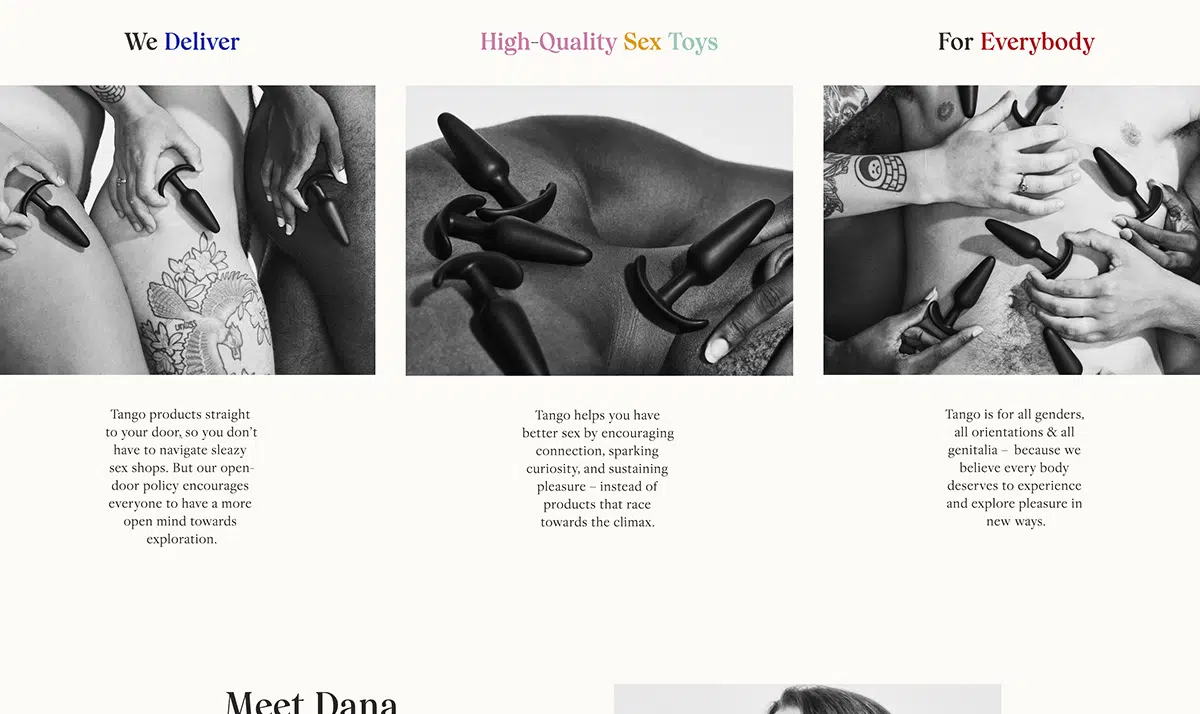 We Deliver
High-Quality Sex Toys
For Everybody
Tango products straight
to your door, so you don't
have to navigate sleazy
sex shops. But our open-
door policy encourages
everyone to have a more
open mind towards
exploration.
Tango helps you have
better sex by encouraging
connection, sparking
curiosity, and sustaining
pleasure – instead of
products that race
towards the climax.
Tango is for all genders,
all orientations & all
genitalia – because we
believe every body
deserves to experience
and explore pleasure in
new ways.
Meet Dana